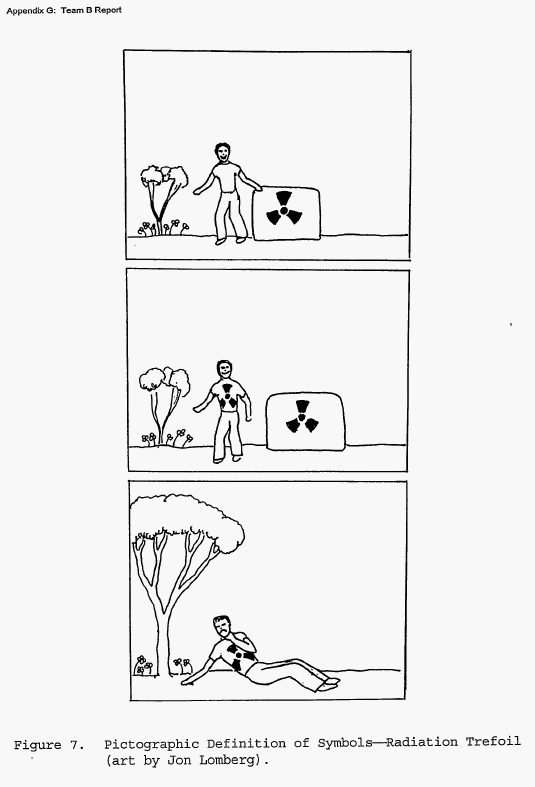 Appendix G: Team B Report
Figure 7. Pictographic Definition of Symbols—Radiation Trefoil
(art by Jon Lomberg).